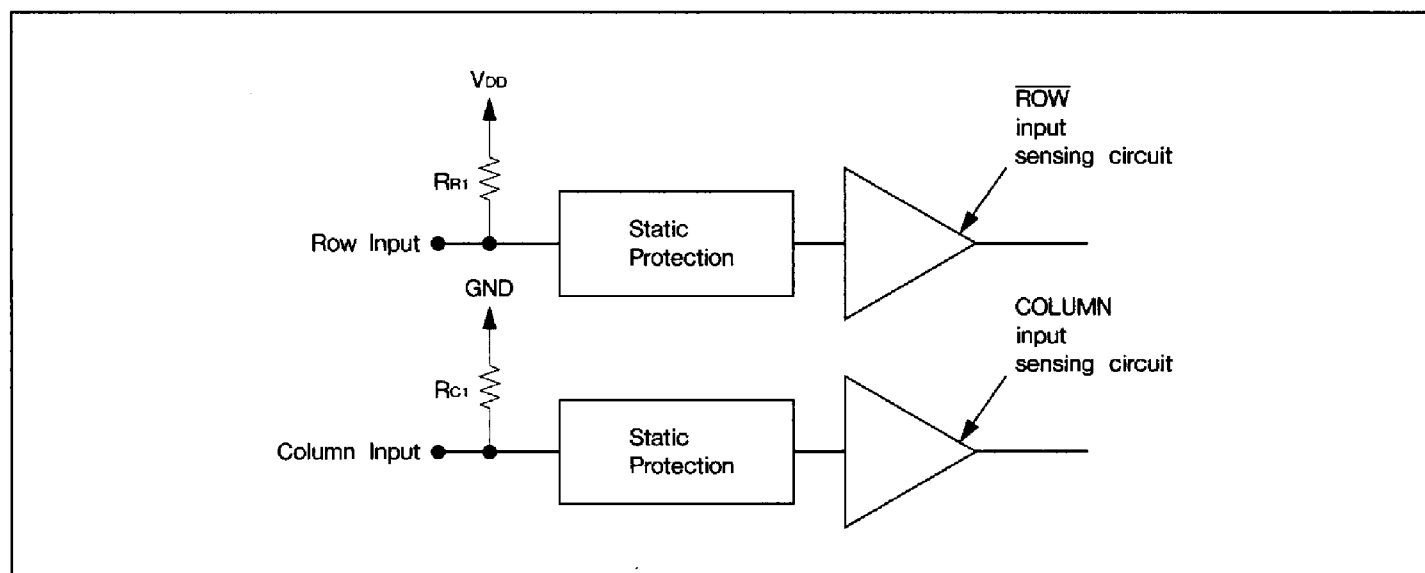 VDD
RR1
Row Input
Static
Protection
ROW
input
sensing circuit
GND
RC1
Column Input
Static
Protection
COLUMN
input
sensing circuit